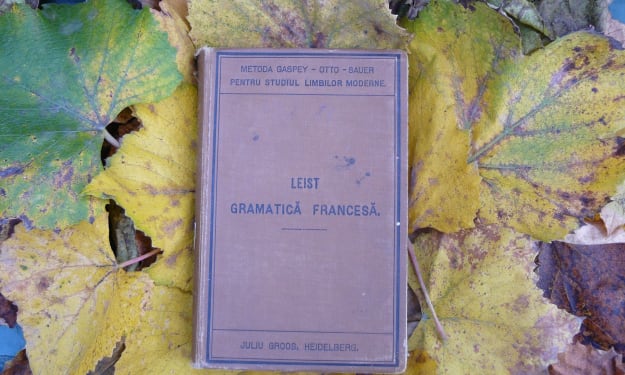 METODA GASPEY - OTTO - SAUER
PENTRU STUDIUL LIMBILOR MODERNE.
LEIST
GRAMATICĂ FRANCESĂ.
JULIU GROOS, HEIDELBERG.